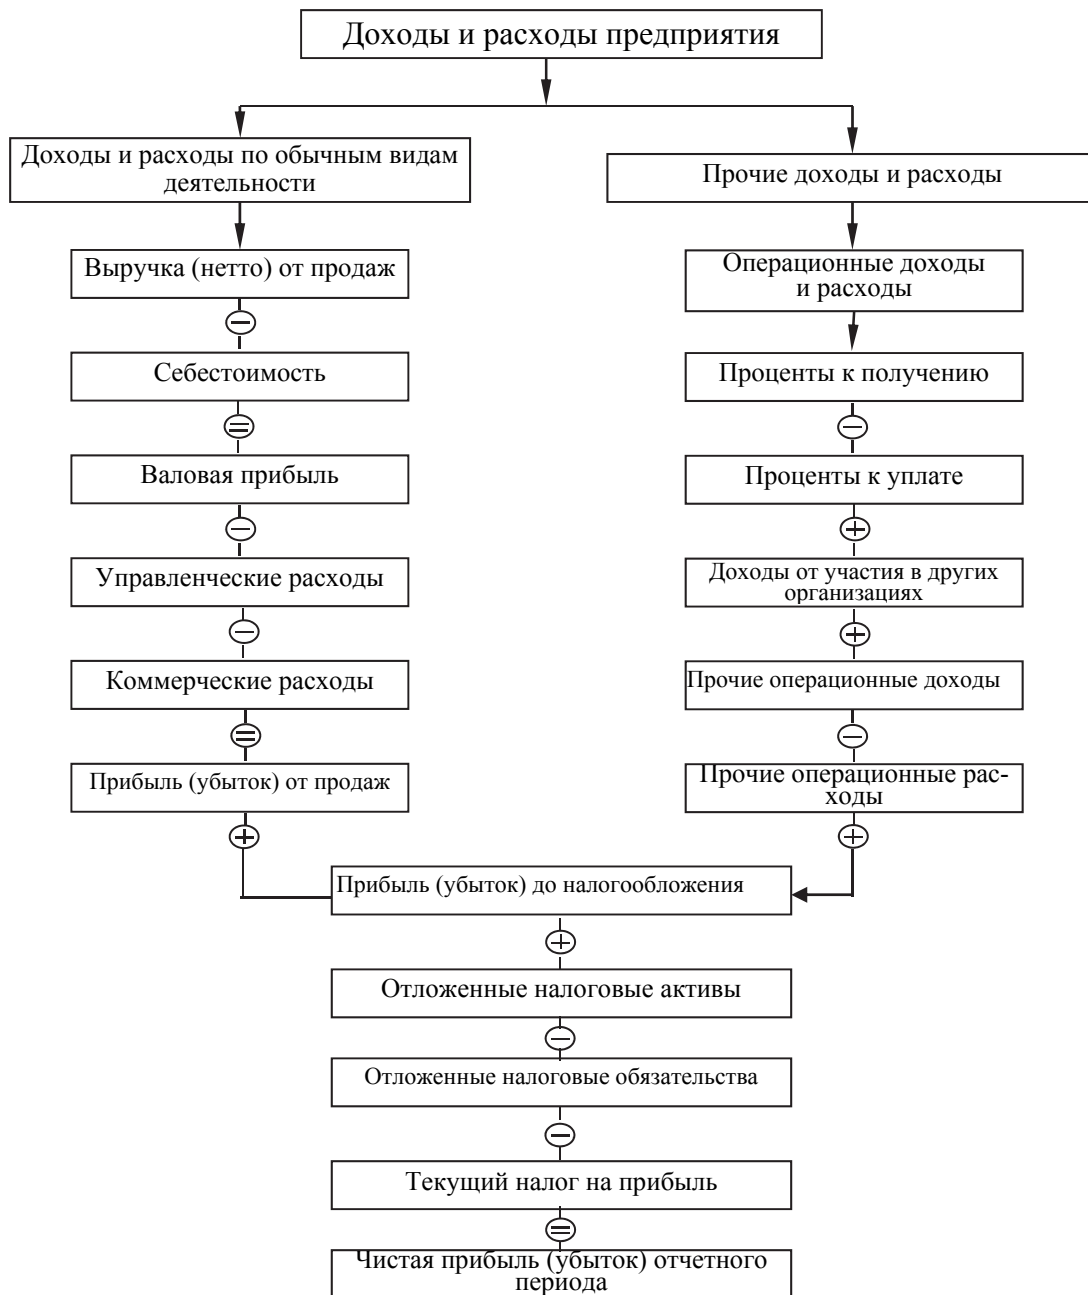 Доходы и расходы предприятия
Доходы и расходы по обычным видам
деятельности
Выручка (нетто) от продаж
−
Себестоимость
=
Валовая прибыль
−
Управленческие расходы
−
Коммерческие расходы
=
Прибыль (убыток) от продаж
+
Прочие доходы и расходы
Операционные доходы
и расходы
Проценты к получению
−
Проценты к уплате
+
Доходы от участия в других
организациях
+
Прочие операционные доходы
−
Прочие операционные рас-
ходы
+
Прибыль (убыток) до налогообложения
+
Отложенные налоговые активы
−
Отложенные налоговые обязательства
−
Текущий налог на прибыль
=
Чистая прибыль (убыток) отчетного
периода